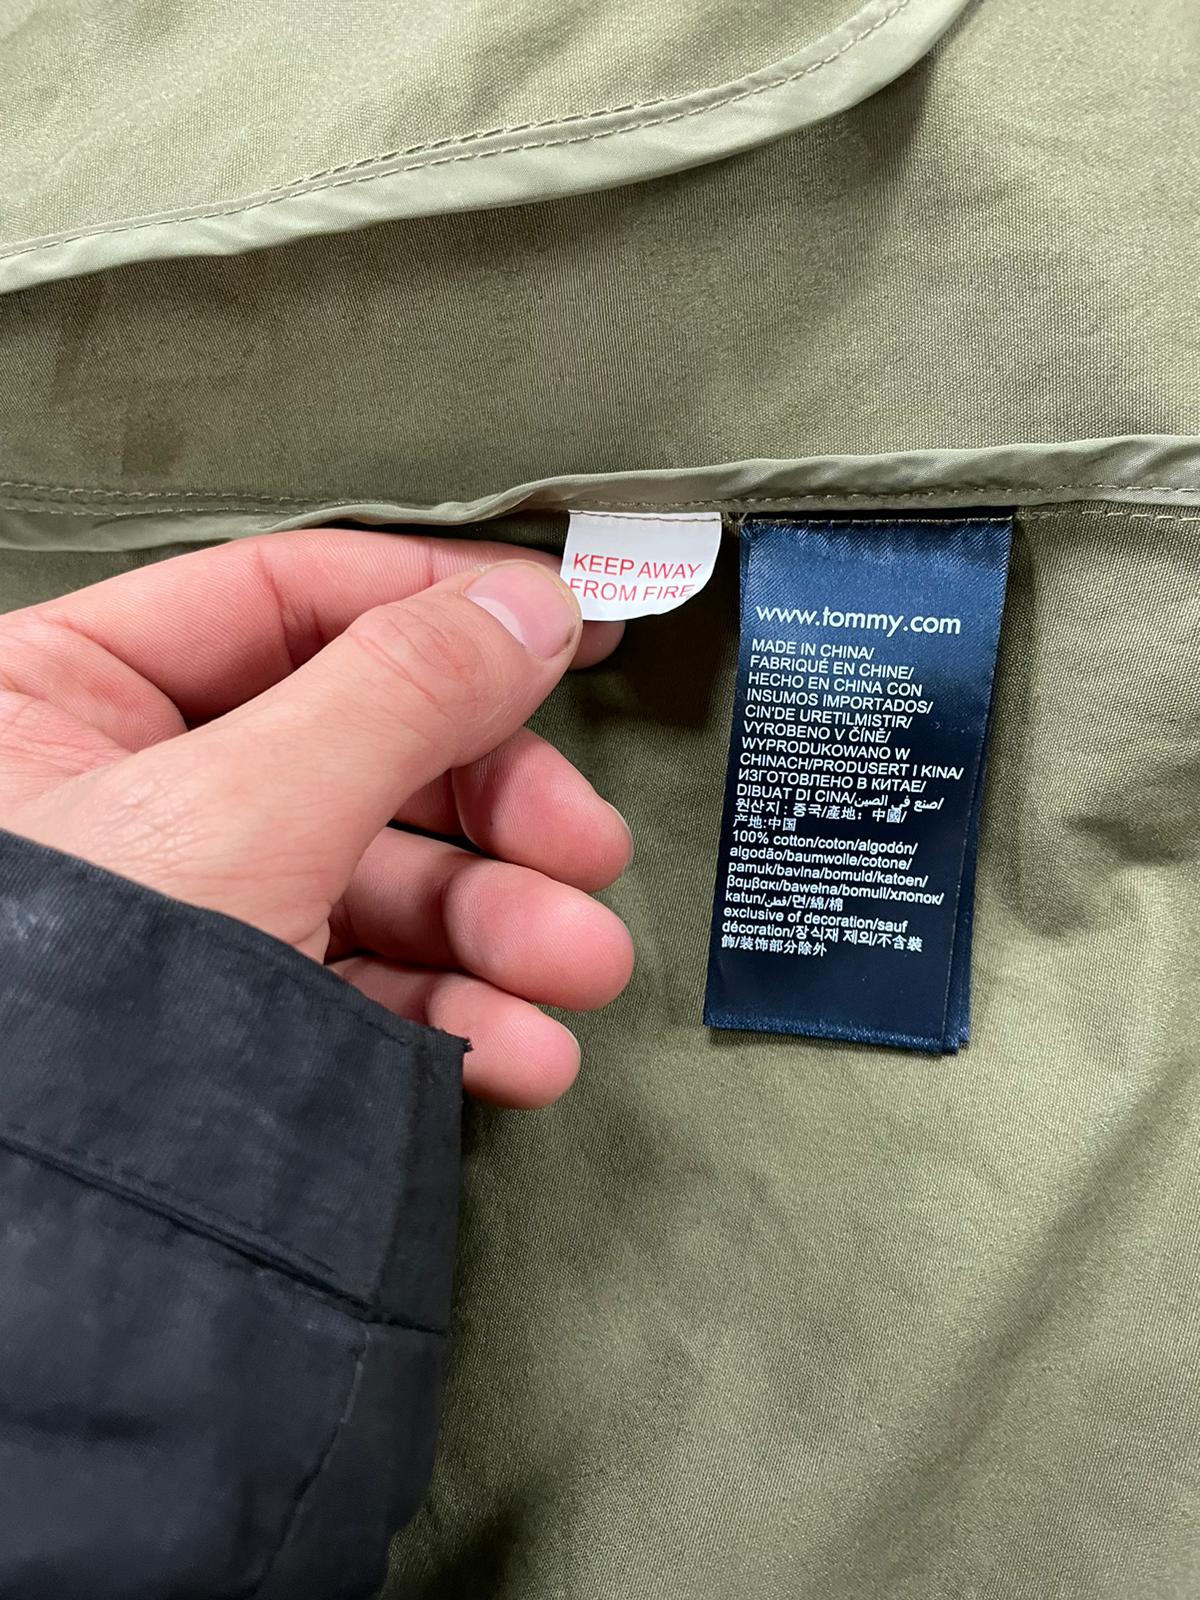 KEEP AWAY
FROM FIRE
www.tommy.com
MADE IN CHINA/
FABRIQUÉ EN CHINE/
HECHO EN CHINA CON
INSUMOS IMPORTADOS/
CIN'DE URETILMISTIR/
VYROBENO V ČÍNĚ/
WYPRODUKOWANO W
CHINACH/PRODUSERT I KINA/
ИЗГОТОВЛЕНО В КИТАЕ/
DIBUAT DI CINA/صنع في الصين/
원산지 : 중국/產地：中國/
产地:中国
100% cotton/coton/algodón/
algodão/baumwolle/cotone/
pamuk/bavlna/bomuld/katoen/
βαμβακι/bawełna/bomull/хлопок/
katun/قطن/면/綿/棉
exclusive of decoration/sauf
décoration/장식재 제외/不含裝
飾/装饰部分除外